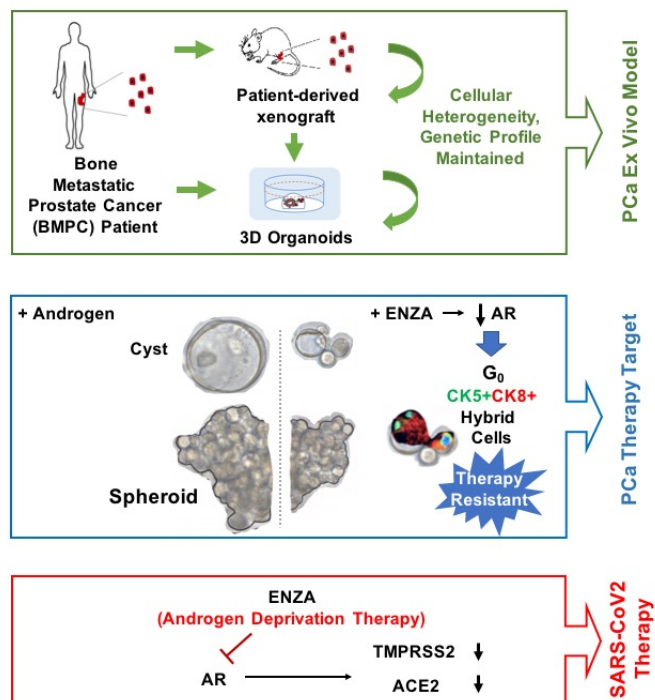 Patient-derived
xenograft
Cellular
Heterogeneity,
Genetic Profile
Maintained
Bone
Metastatic
Prostate Cancer
(BMPC) Patient
3D Organoids
PCa Ex Vivo Model
+ Androgen
+ ENZA → ↓ AR
Cyst
G₀
CK5+CK8+
Hybrid
Cells
Spheroid
Therapy
Resistant
PCa Therapy Target
ENZA
(Androgen Deprivation Therapy)
TMPRSS2 ↓
AR
ACE2 ↓
SARS-CoV2
Therapy